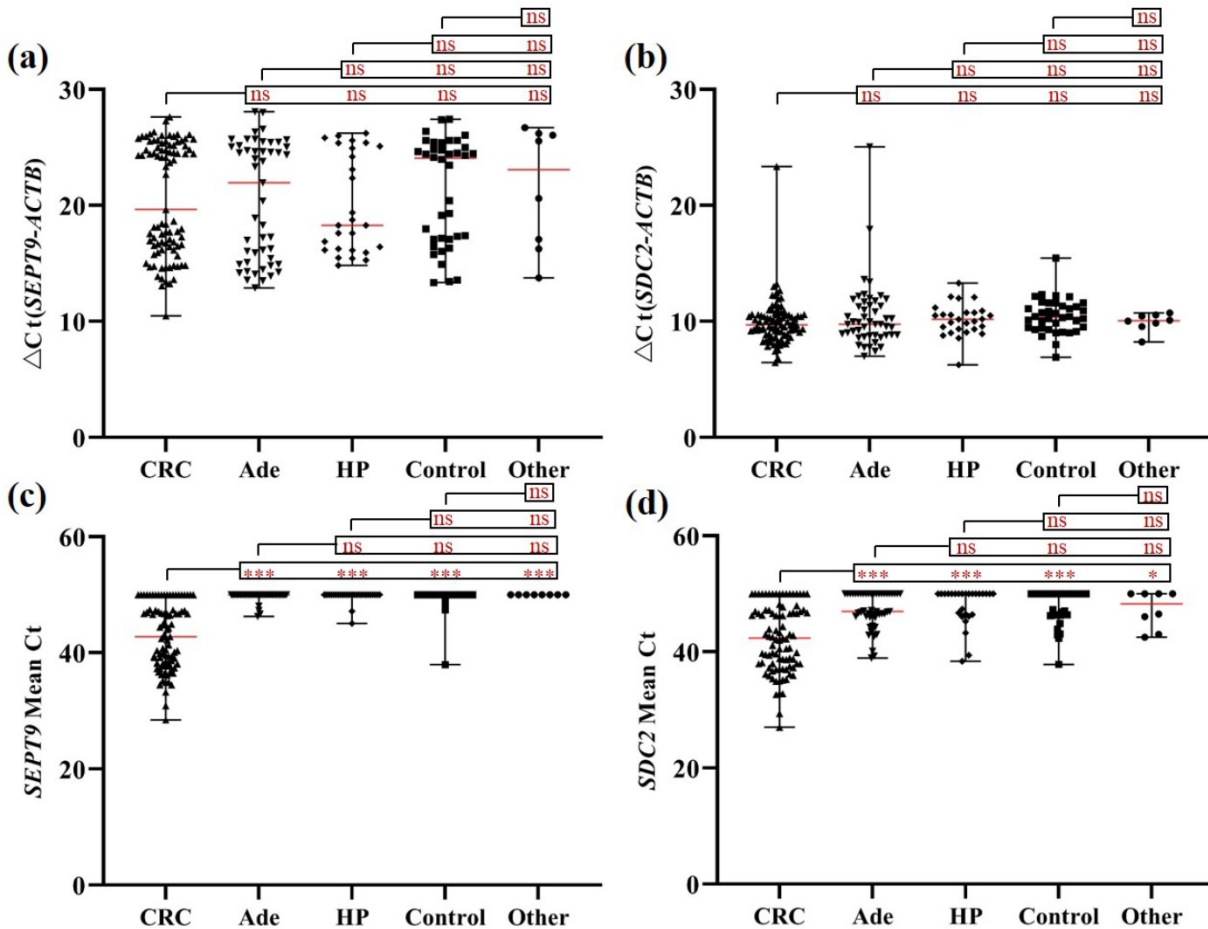 (a)
ns
ns ns
ns ns ns
ns ns ns ns
△Ct(SEPT9-ACTB)
30
20
10
0
CRC Ade HP Control Other
(b)
ns
ns ns
ns ns ns
ns ns ns ns
△Ct(SDC2-ACTB)
30
20
10
0
CRC Ade HP Control Other
(c)
ns
ns ns
ns ns ns
*** *** *** ***
SEPT9 Mean Ct
60
40
20
0
CRC Ade HP Control Other
(d)
ns
ns ns
ns ns ns
*** *** *** *
SDC2 Mean Ct
60
40
20
0
CRC Ade HP Control Other